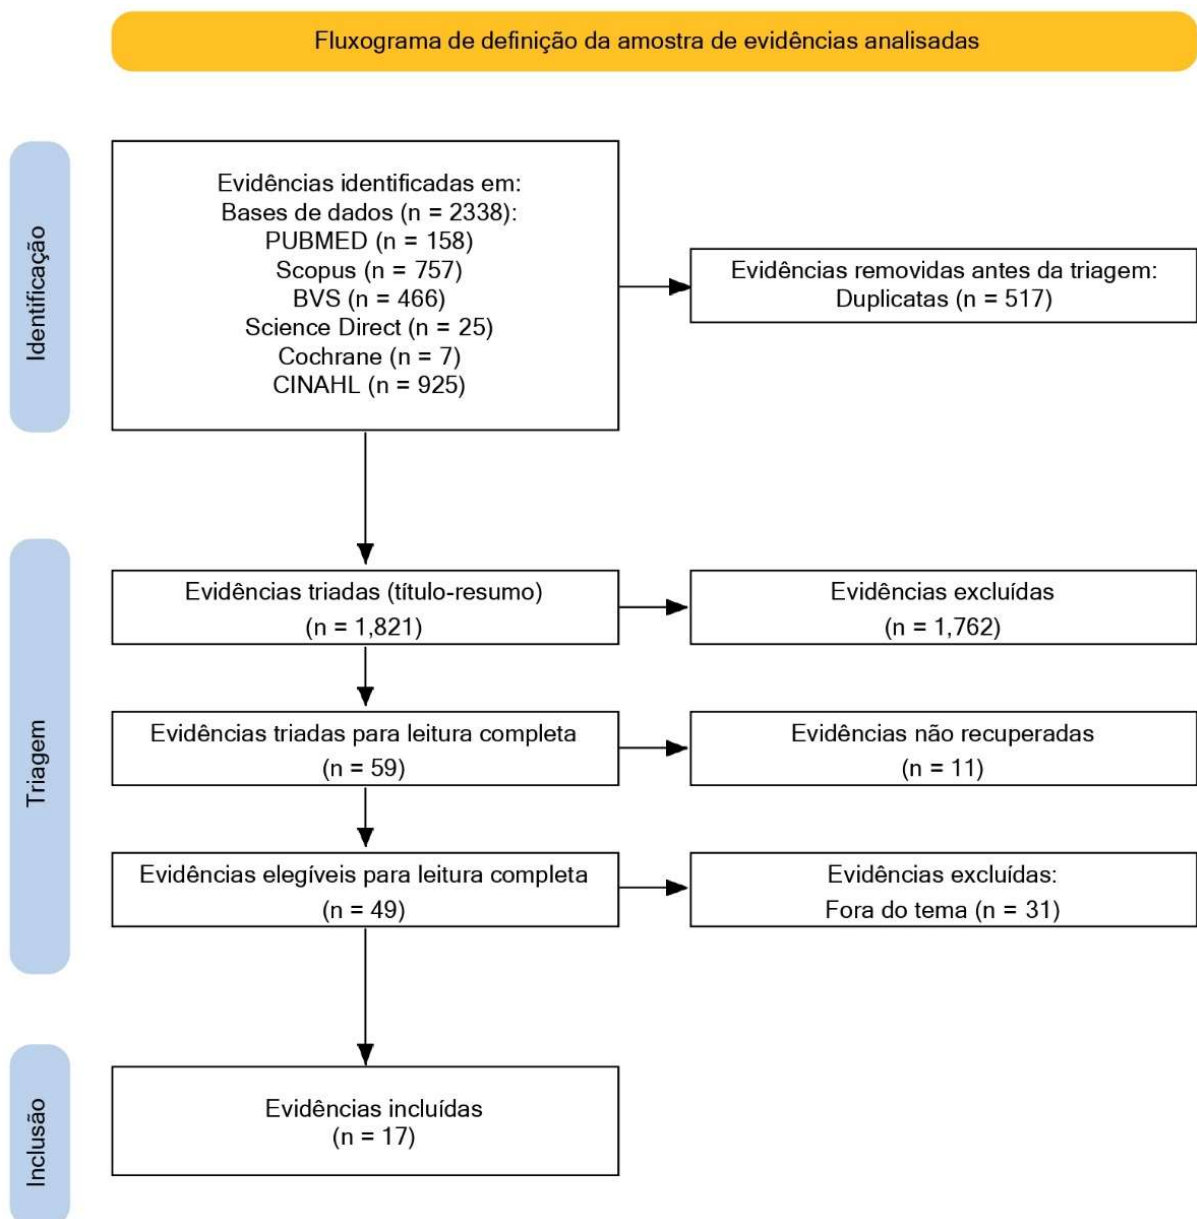 Fluxograma de definição da amostra de evidências analisadas
Identificação
Evidências identificadas em:
Bases de dados (n = 2338):
PUBMED (n = 158)
Scopus (n = 757)
BVS (n = 466)
Science Direct (n = 25)
Cochrane (n = 7)
CINAHL (n = 925)
Evidências removidas antes da triagem:
Duplicatas (n = 517)
Triagem
Evidências triadas (título-resumo)
(n = 1,821)
Evidências excluídas
(n = 1,762)
Evidências triadas para leitura completa
(n = 59)
Evidências não recuperadas
(n = 11)
Evidências elegíveis para leitura completa
(n = 49)
Evidências excluídas:
Fora do tema (n = 31)
Inclusão
Evidências incluídas
(n = 17)